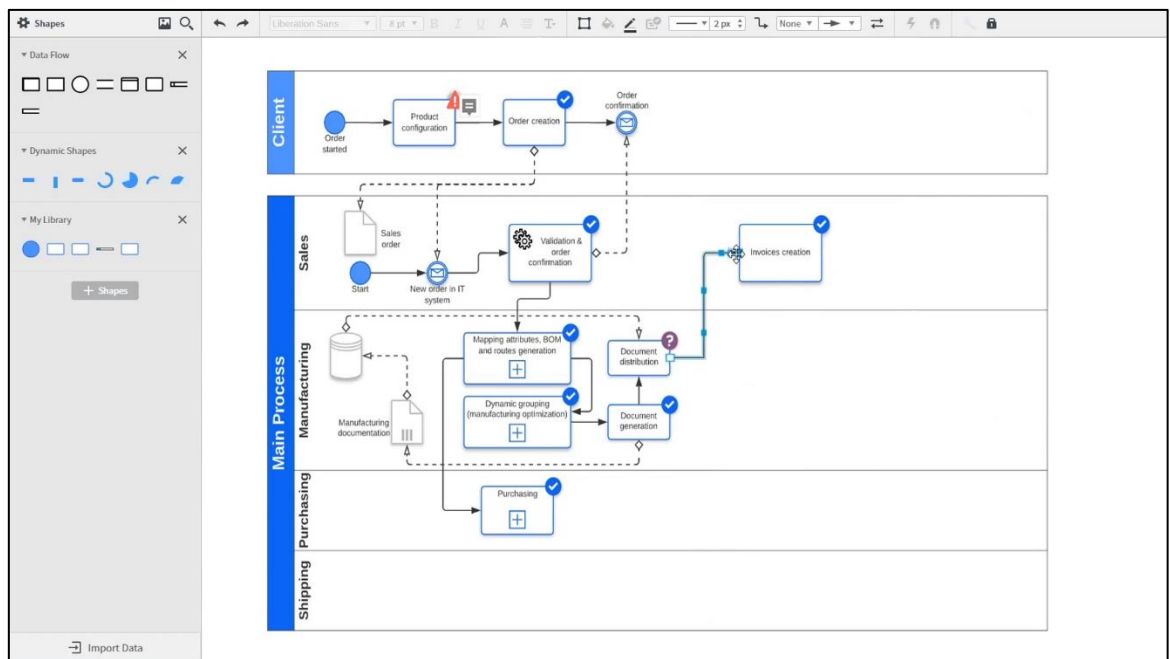 Shapes
Liberation Sans
8 pt
B I U A T
2 px
None
Data Flow
Dynamic Shapes
My Library
+ Shapes
Import Data
Client
Order
started
Product
configuration
Order creation
Order
confirmation
Main Process
Sales
Sales
order
Start
New order in IT
system
Validation &
order
confirmation
Invoices creation
Manufacturing
Manufacturing
documentation
Mapping attributes, BOM
and routes generation
Dynamic grouping
(manufacturing optimization)
Document
distribution
?
Document
generation
Purchasing
Purchasing
Shipping